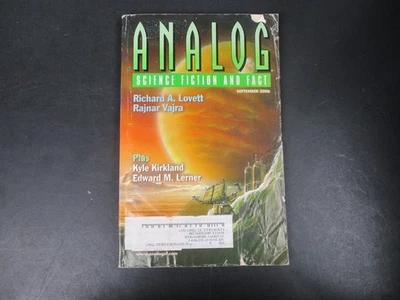 ANALOG
SCIENCE FICTION AND FACT
SEPTEMBER 2006
Richard A. Lovett
Rajnar Vajra
Plus
Kyle Kirkland
Edward M. Lerner